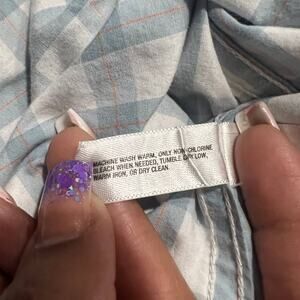 MACHINE WASH WARM, ONLY NON-CHLORINE
BLEACH WHEN NEEDED, TUMBLE DRY LOW,
WARM IRON, OR DRY CLEAN.